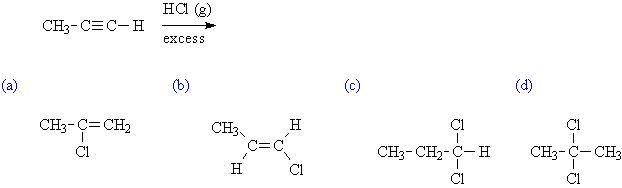 CH3-C≡C-H HCl (g)
excess
(a) (b) (c) (d)
CH3-C=CH2
Cl
CH3 H
C=C
H Cl
Cl
CH3-CH2-C-H
Cl
Cl
CH3-C-CH3
Cl